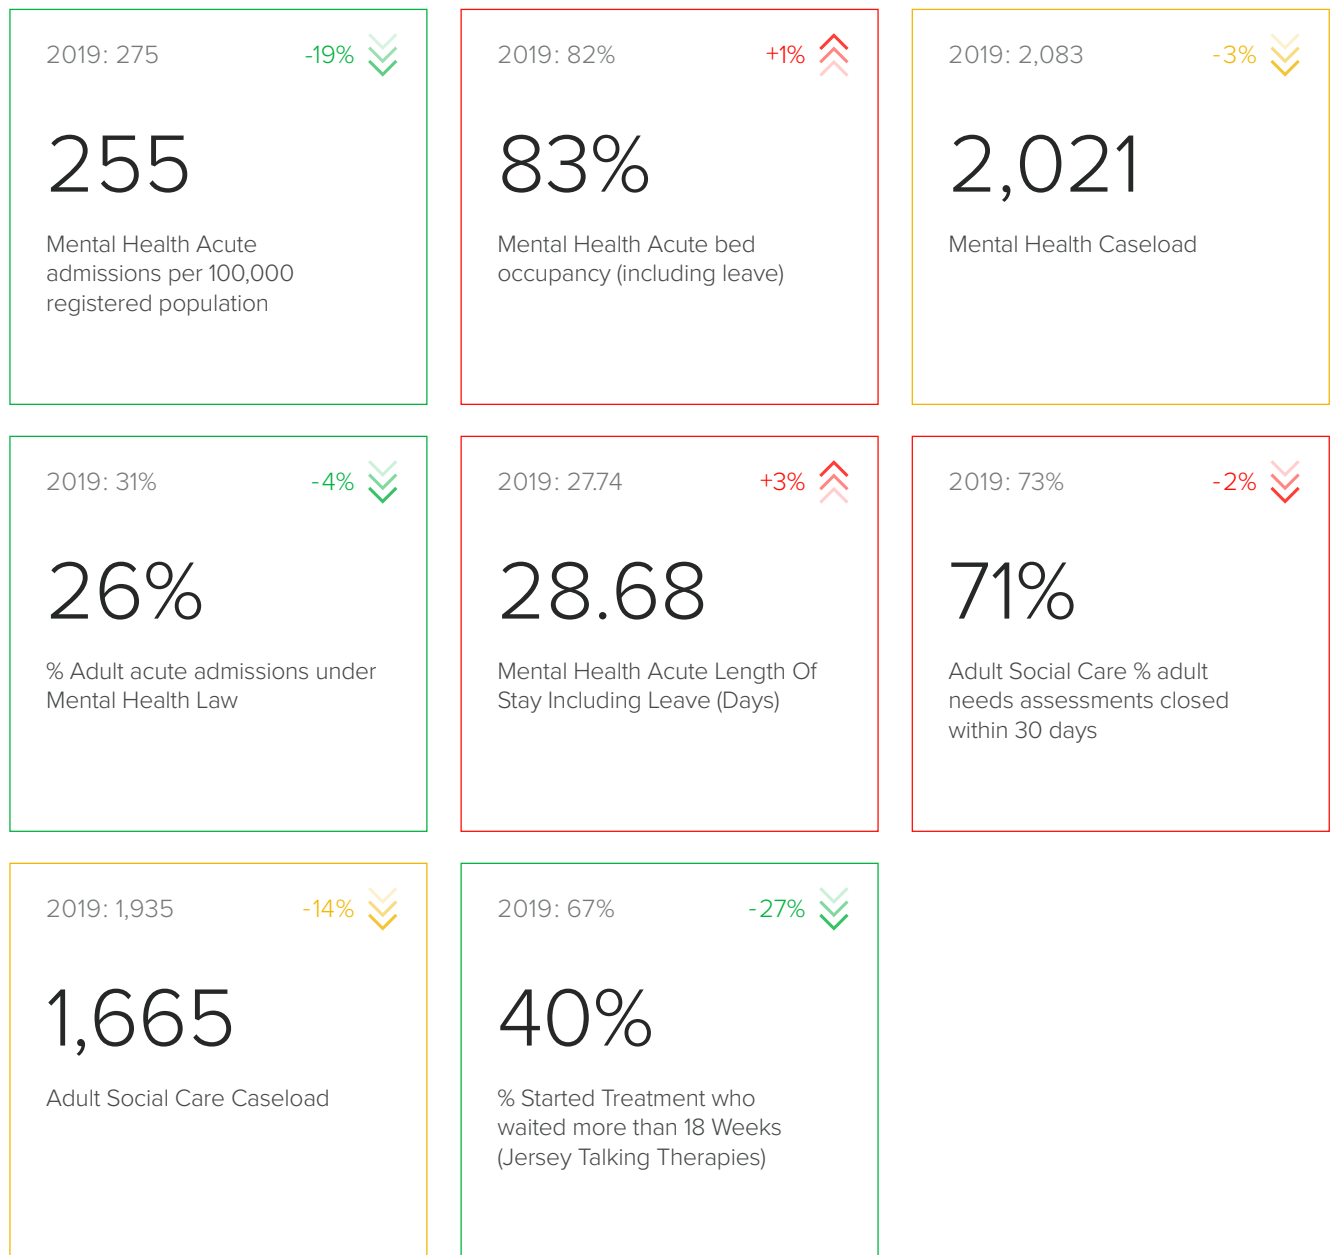 2019: 275
-19%
255
Mental Health Acute
admissions per 100,000
registered population
2019: 82%
+1%
83%
Mental Health Acute bed
occupancy (including leave)
2019: 2,083
-3%
2,021
Mental Health Caseload
2019: 31%
-4%
26%
% Adult acute admissions under
Mental Health Law
2019: 27.74
+3%
28.68
Mental Health Acute Length Of
Stay Including Leave (Days)
2019: 73%
-2%
71%
Adult Social Care % adult
needs assessments closed
within 30 days
2019: 1,935
-14%
1,665
Adult Social Care Caseload
2019: 67%
-27%
40%
% Started Treatment who
waited more than 18 Weeks
(Jersey Talking Therapies)